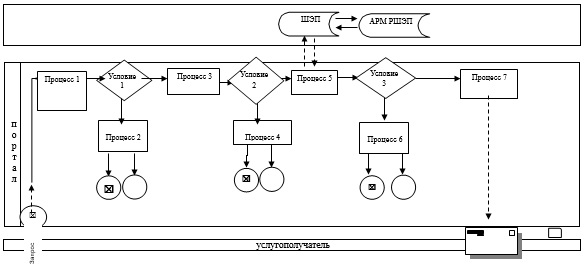 ШЭП
АРМ РШЭП
Процесс 1
Условие
1
Процесс 3
Условие
2
Процесс 5
Условие
3
Процесс 7
Процесс 2
Процесс 4
Процесс 6
портал
Запрос
услугополучатель